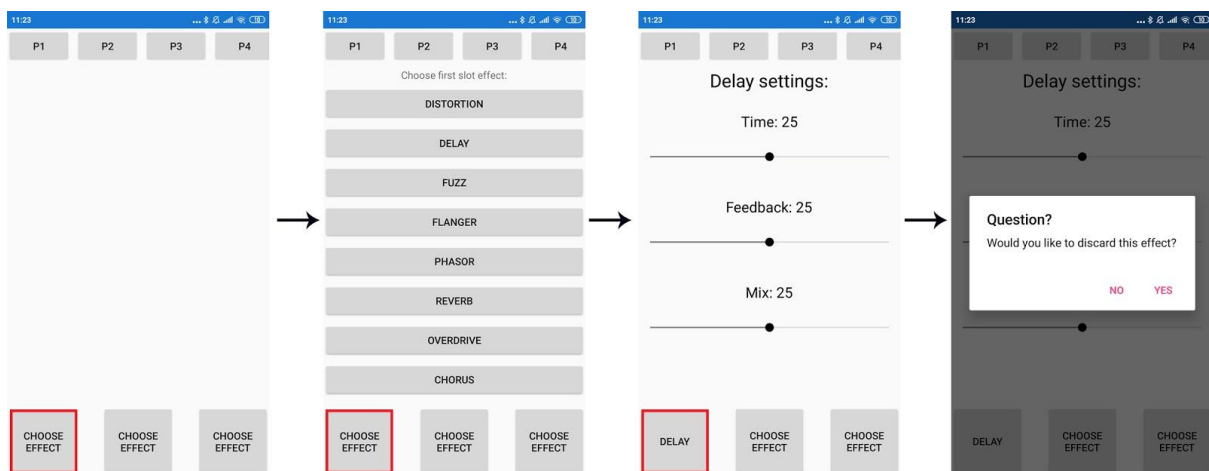 11:23
P1 P2 P3 P4
CHOOSE
EFFECT
CHOOSE
EFFECT
CHOOSE
EFFECT
11:23
P1 P2 P3 P4
Choose first slot effect:
DISTORTION
DELAY
FUZZ
FLANGER
PHASOR
REVERB
OVERDRIVE
CHORUS
CHOOSE
EFFECT
CHOOSE
EFFECT
CHOOSE
EFFECT
11:23
P1 P2 P3 P4
Delay settings:
Time: 25
Feedback: 25
Mix: 25
DELAY
CHOOSE
EFFECT
CHOOSE
EFFECT
11:23
P1 P2 P3 P4
Delay settings:
Time: 25
Question?
Would you like to discard this effect?
NO YES
DELAY
CHOOSE
EFFECT
CHOOSE
EFFECT